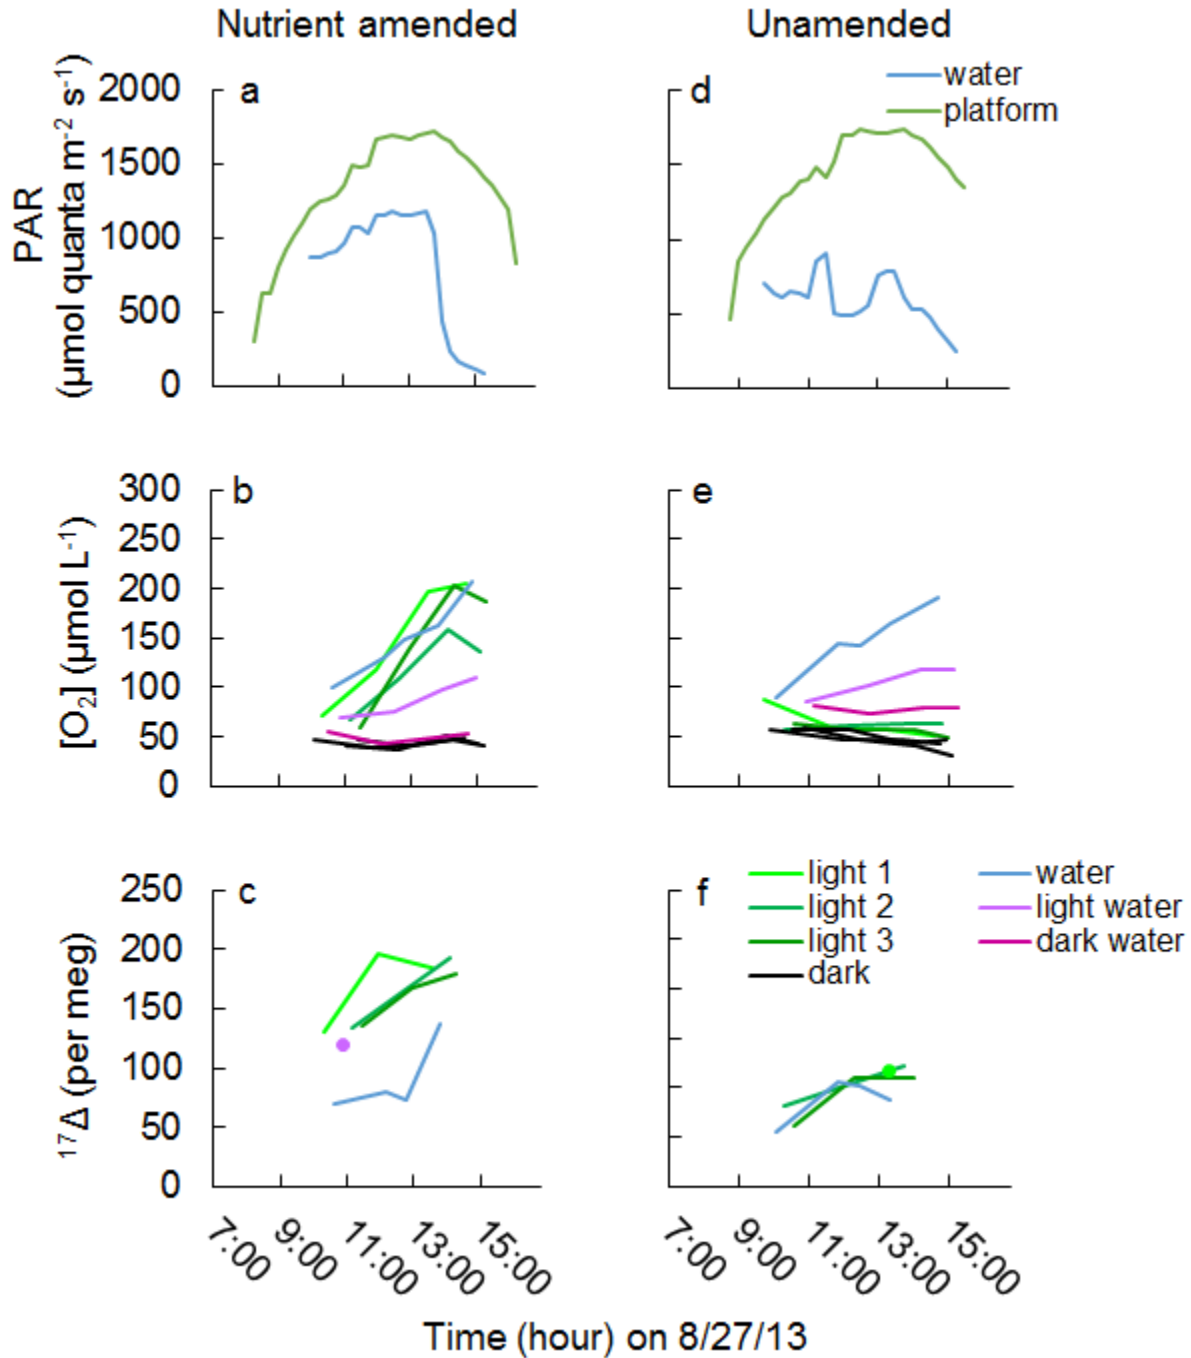 Nutrient amended
Unamended
a
d
water
platform
PAR
(µmol quanta m⁻² s⁻¹)
2000
1500
1000
500
0
b
e
[O₂] (µmol L⁻¹)
300
250
200
150
100
50
0
c
f
light 1
light 2
light 3
dark
water
light water
dark water
¹⁷Δ (per meg)
250
200
150
100
50
0
7:00
9:00
11:00
13:00
15:00
7:00
9:00
11:00
13:00
15:00
Time (hour) on 8/27/13